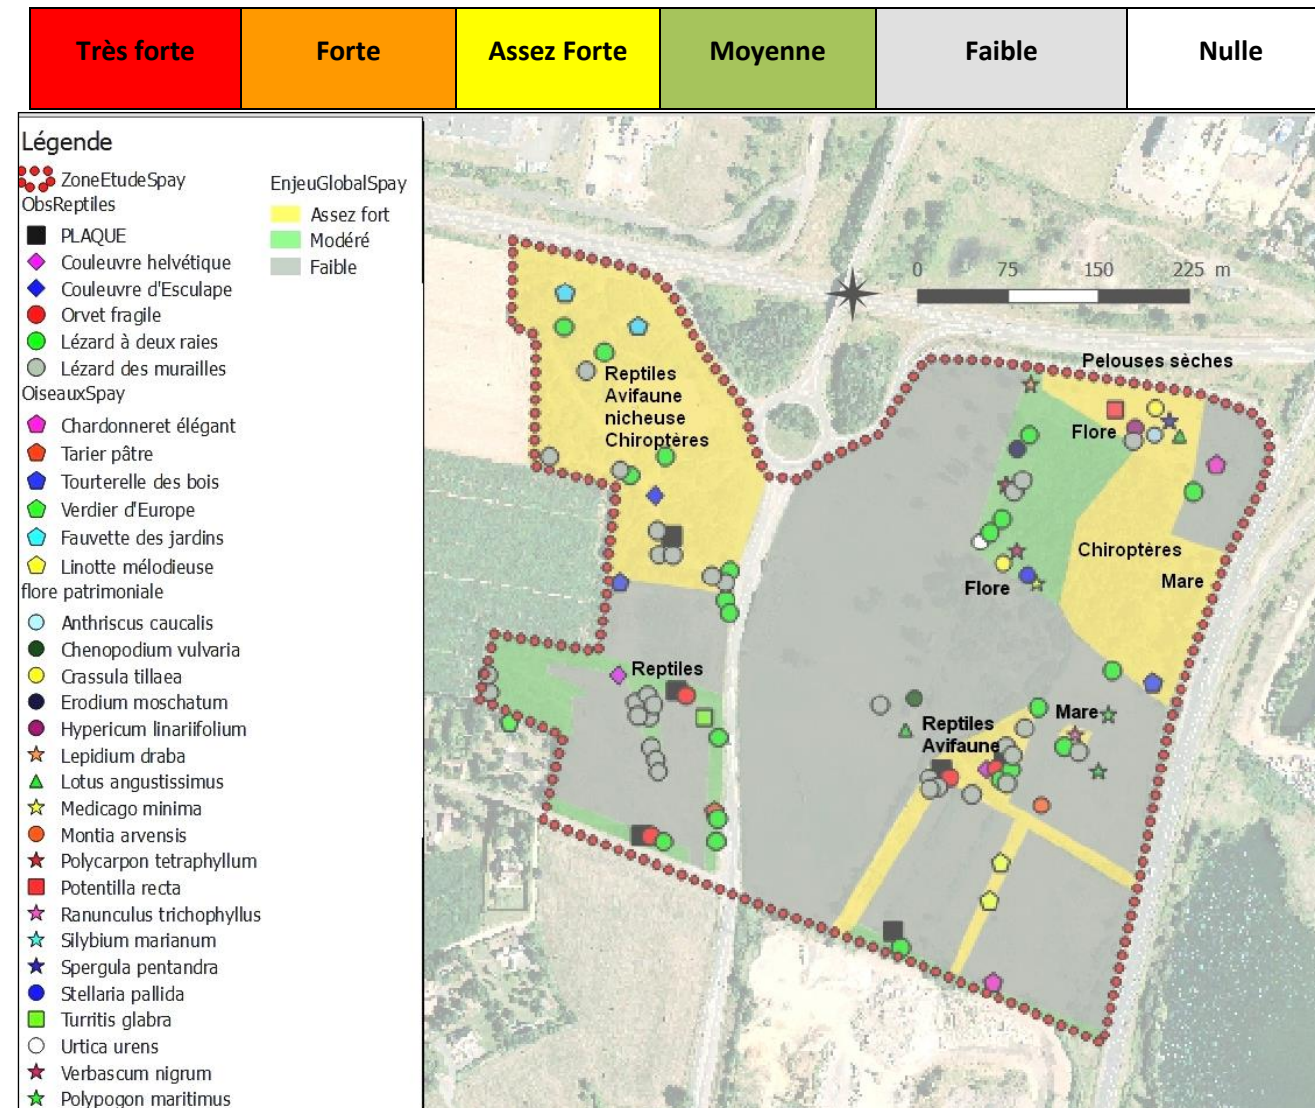 Très forte Forte Assez Forte Moyenne Faible Nulle
Légende
ZoneEtudeSpay
ObsReptiles
PLAQUE
Couleuvre helvétique
Couleuvre d'Esculape
Orvet fragile
Lézard à deux raies
Lézard des murailles
OiseauxSpay
Chardonneret élégant
Tarier pâtre
Tourterelle des bois
Verdier d'Europe
Fauvette des jardins
Linotte mélodieuse
flore patrimoniale
Anthriscus caucalis
Chenopodium vulvaria
Crassula tillaea
Erodium moschatum
Hypericum linariifolium
Lepidium draba
Lotus angustissimus
Medicago minima
Montia arvensis
Polycarpon tetraphyllum
Potentilla recta
Ranunculus trichophyllus
Silybium marianum
Spergula pentandra
Stellaria pallida
Turritis glabra
Urtica urens
Verbascum nigrum
Polypogon maritimus
EnjeuGlobalSpay
Assez fort
Modéré
Faible
0 75 150 225 m
Pelouses sèches
Reptiles
Avifaune
nicheuse
Chiroptères
Flore
Chiroptères
Mare
Flore
Reptiles
Mare
Reptiles
Avifaune